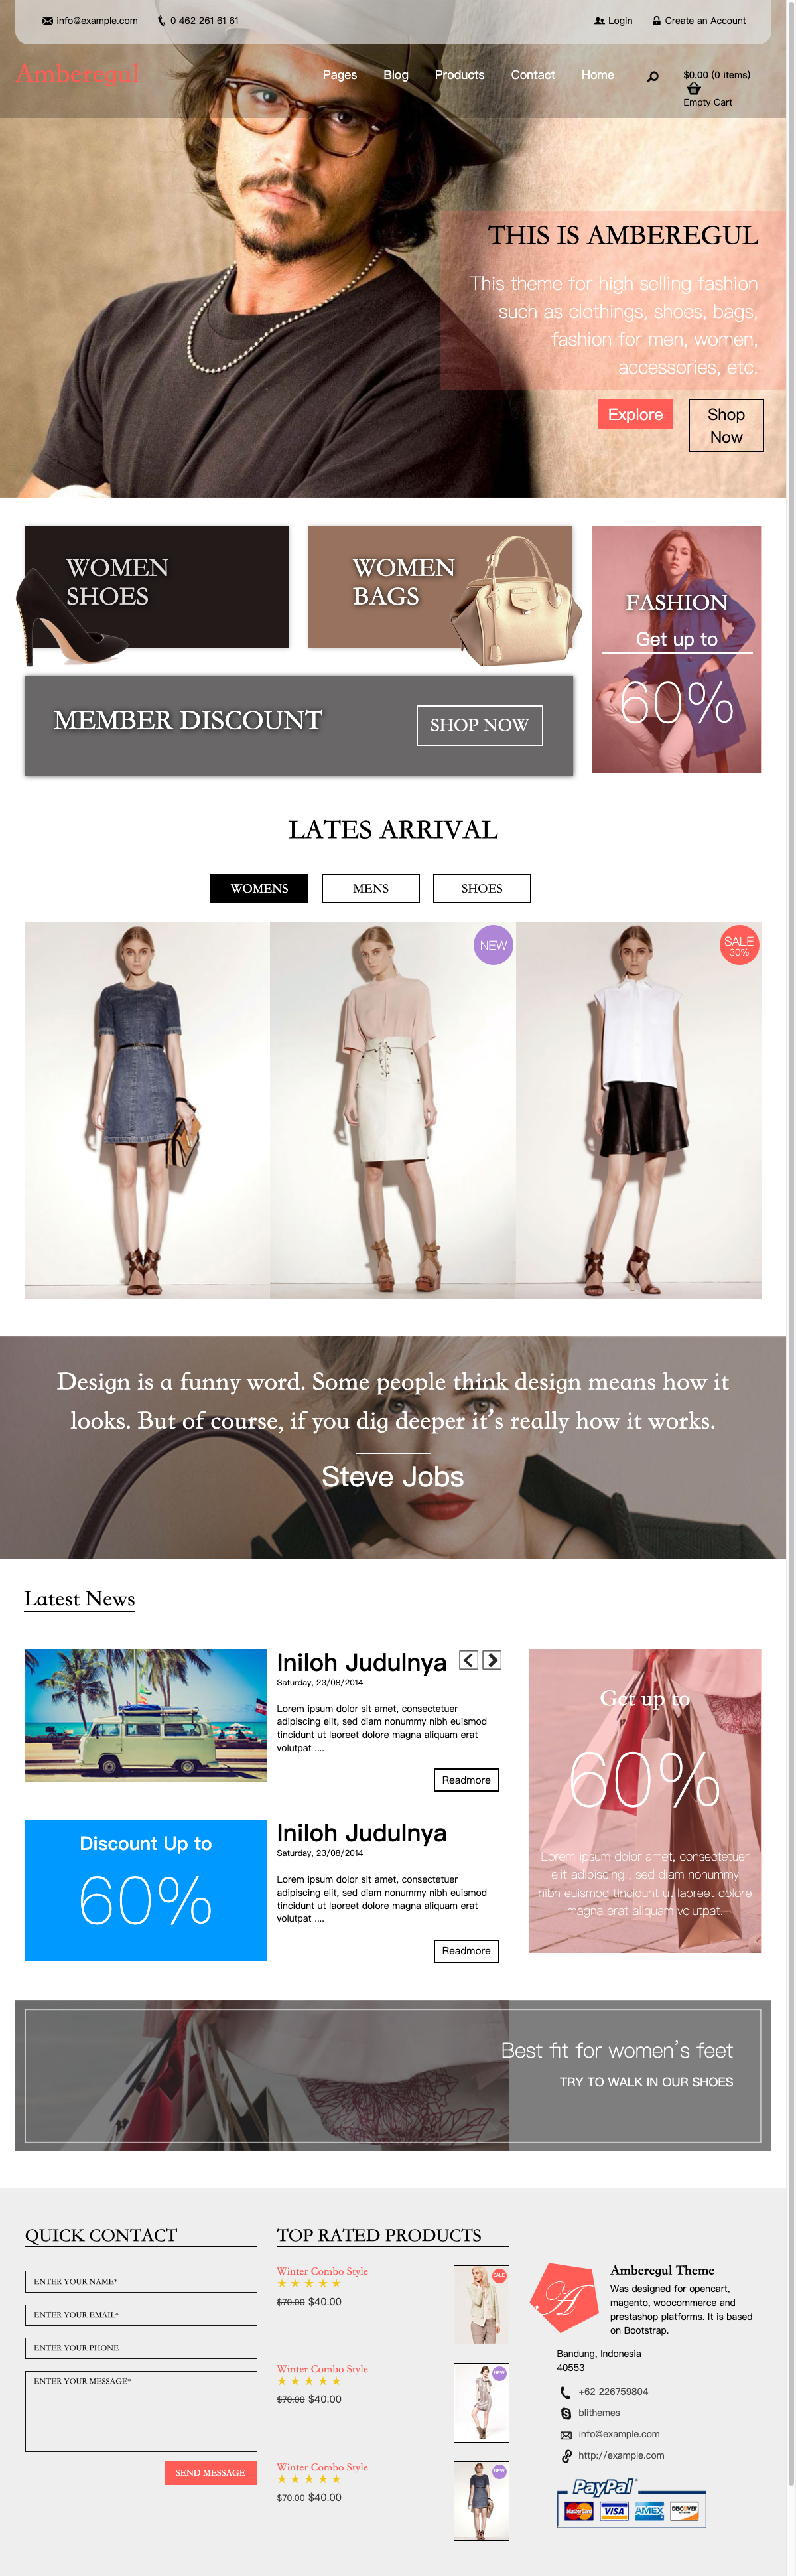 info@example.com 0 462 261 61 61 Login Create an Account
Amberegul Pages Blog Products Contact Home $0.00 (0 items)
Empty Cart
THIS IS AMBEREGUL
This theme for high selling fashion
such as clothings, shoes, bags,
fashion for men, women,
accessories, etc.
Explore Shop
Now
WOMEN
SHOES
WOMEN
BAGS
FASHION
Get up to
60%
MEMBER DISCOUNT SHOP NOW
LATES ARRIVAL
WOMENS MENS SHOES
NEW
SALE
30%
Design is a funny word. Some people think design means how it
looks. But of course, if you dig deeper it's really how it works.
Steve Jobs
Latest News
Iniloh Judulnya
Saturday, 23/08/2014
Lorem ipsum dolor sit amet, consectetuer
adipiscing elit, sed diam nonummy nibh euismod
tincidunt ut laoreet dolore magna aliquam erat
volutpat ....
Readmore
Discount Up to
60%
Iniloh Judulnya
Saturday, 23/08/2014
Lorem ipsum dolor sit amet, consectetuer
adipiscing elit, sed diam nonummy nibh euismod
tincidunt ut laoreet dolore magna aliquam erat
volutpat ....
Readmore
Get up to
60%
Lorem ipsum dolor amet, consectetuer
elit adipiscing , sed diam nonummy
nibh euismod tincidunt ut laoreet dolore
magna erat aliquam volutpat.
Best fit for women's feet
TRY TO WALK IN OUR SHOES
QUICK CONTACT
ENTER YOUR NAME*
ENTER YOUR EMAIL*
ENTER YOUR PHONE
ENTER YOUR MESSAGE*
SEND MESSAGE
TOP RATED PRODUCTS
Winter Combo Style
$70.00 $40.00
SALE
Winter Combo Style
$70.00 $40.00
NEW
Winter Combo Style
$70.00 $40.00
NEW
A
Amberegul Theme
Was designed for opencart,
magento, woocommerce and
prestashop platforms. It is based
on Bootstrap.
Bandung, Indonesia
40553
+62 226759804
blithemes
info@example.com
http://example.com
PayPal
MasterCard VISA AMEX DISCOVER